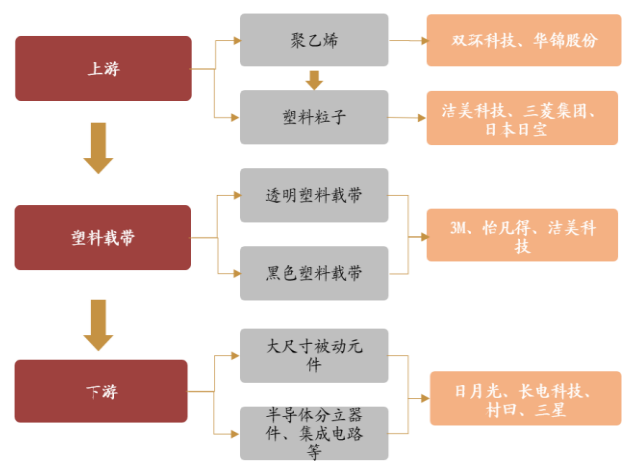 上游
聚乙烯
双环科技、华锦股份
塑料粒子
洁美科技、三菱集团、
日本日宝
塑料载带
透明塑料载带
黑色塑料载带
3M、怡凡得、洁美科
技
下游
大尺寸被动元
件
半导体分立器
件、集成电路
等
日月光、长电科技、
村田、三星